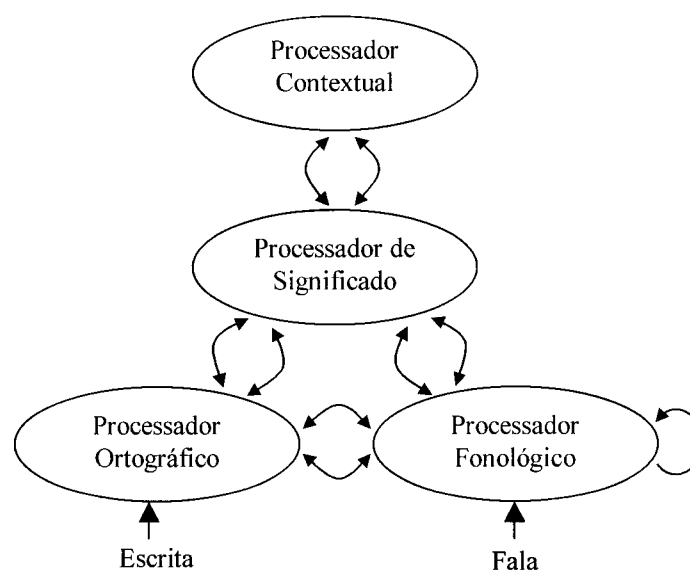 Processador
Contextual
Processador de
Significado
Processador
Ortográfico
Processador
Fonológico
Escrita
Fala